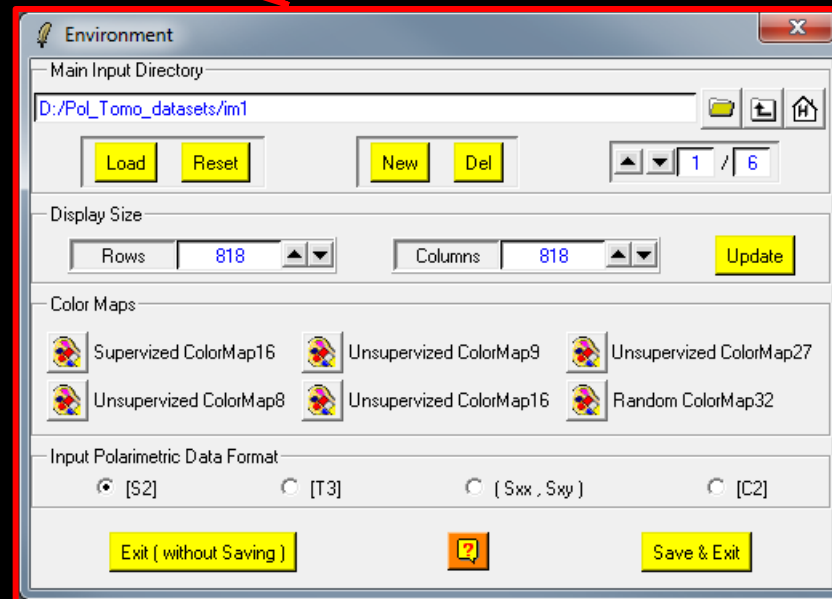 Environment
Main Input Directory
D:/Pol_Tomo_datasets/im1
Load Reset New Del 1 / 6
Display Size
Rows 818 Columns 818 Update
Color Maps
Supervized ColorMap16 Unsupervized ColorMap9 Unsupervized ColorMap27
Unsupervized ColorMap8 Unsupervized ColorMap16 Random ColorMap32
Input Polarimetric Data Format
[S2] [T3] ( Sxx , Sxy ) [C2]
Exit ( without Saving ) ? Save & Exit